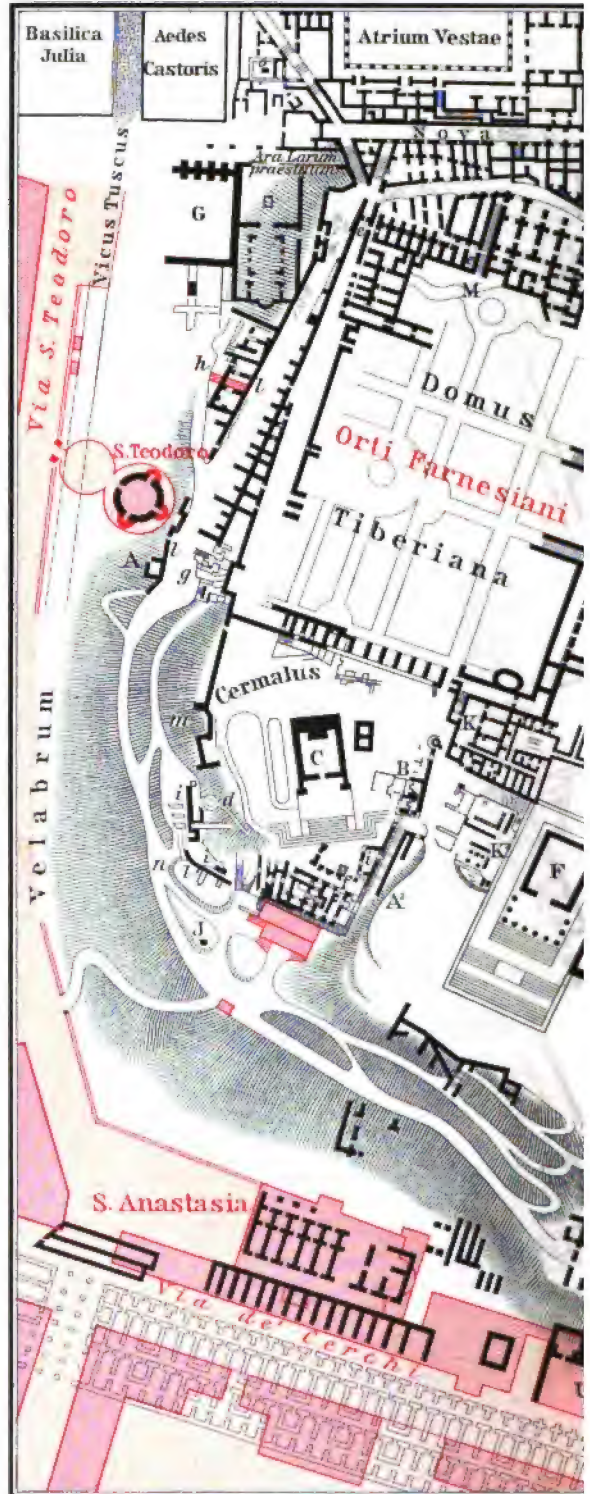 Basilica
Julia
Aedes
Castoris
Atrium Vestae
Nova
Ara Larum
praestitum
Vicus Tuscus
G
Via S. Teodoro
M
Domus
h
l
S. Teodoro
Orti Farnesiani
Tiberiana
l
A
g
Cermalus
m
C
K
B
Velabrum
i
d
K
F
n
i
i
A'
J
S. Anastasia
Via de Cerchi